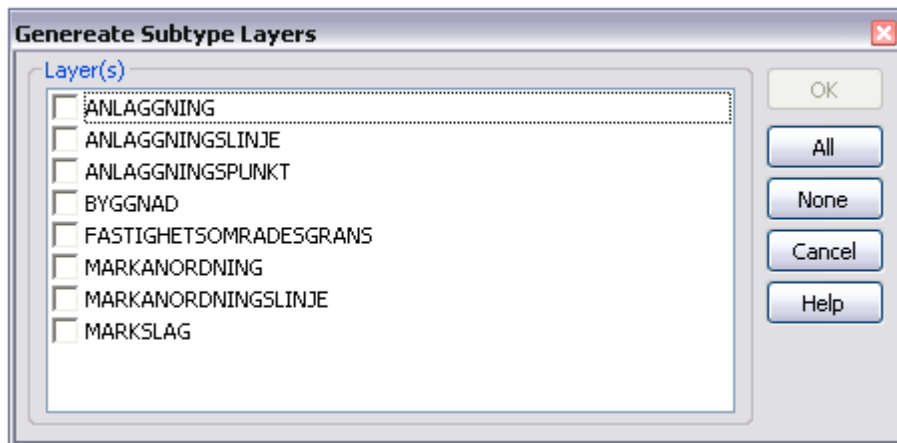 Genereate Subtype Layers
Layer(s)
ANLAGGNING
ANLAGGNINGSLINJE
ANLAGGNINGSPUNKT
BYGGNAD
FASTIGHETSOMRADESGRANS
MARKANORDNING
MARKANORDNINGSLINJE
MARKSLAG
OK
All
None
Cancel
Help